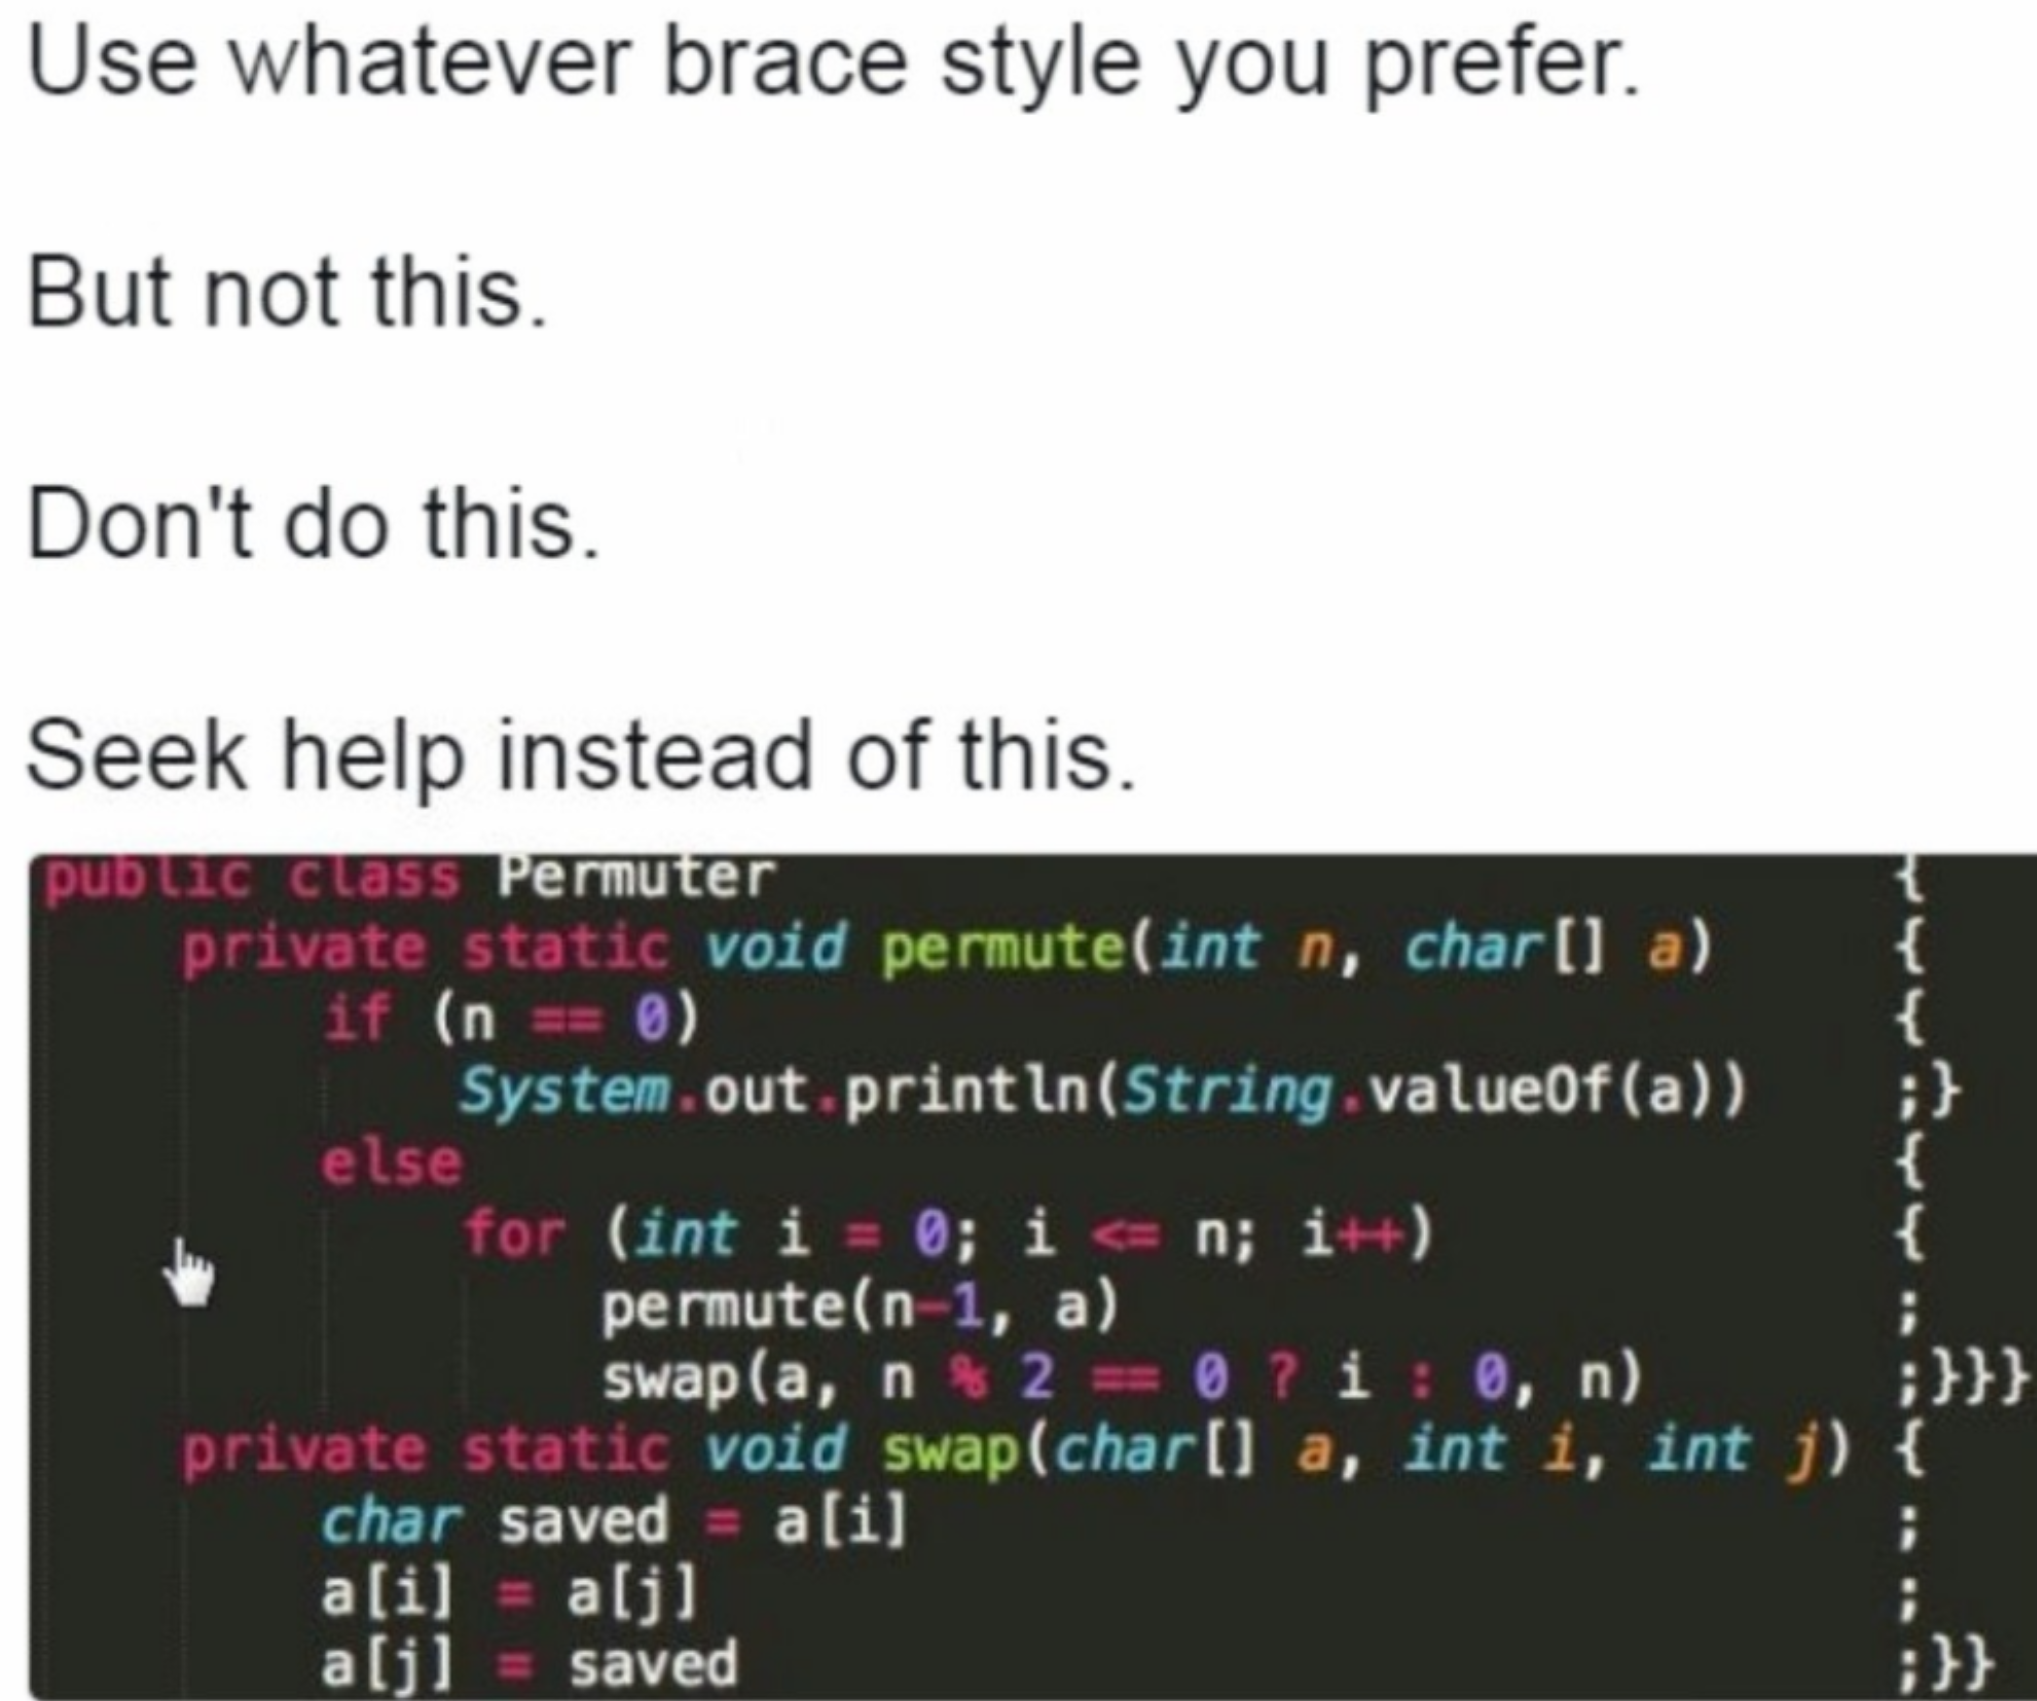 Use whatever brace style you prefer.
But not this.
Don't do this.
Seek help instead of this.
public class Permuter                                {
    private static void permute(int n, char[] a)     {
        if (n == 0)                                  {
            System.out.println(String.valueOf(a))    ;}
        else                                         {
            for (int i = 0; i <= n; i++)             {
                permute(n-1, a)                      ;
                swap(a, n % 2 == 0 ? i : 0, n)       ;}}}
    private static void swap(char[] a, int i, int j) {
        char saved = a[i]                            ;
        a[i] = a[j]                                  ;
        a[j] = saved                                 ;}}